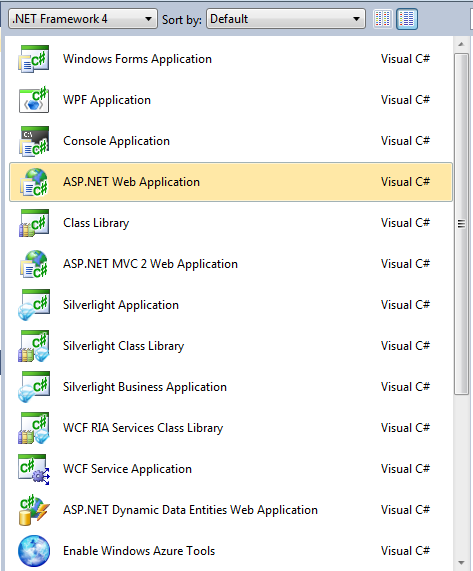 .NET Framework 4 Sort by: Default
Windows Forms Application Visual C#
WPF Application Visual C#
Console Application Visual C#
ASP.NET Web Application Visual C#
Class Library Visual C#
ASP.NET MVC 2 Web Application Visual C#
Silverlight Application Visual C#
Silverlight Class Library Visual C#
Silverlight Business Application Visual C#
WCF RIA Services Class Library Visual C#
WCF Service Application Visual C#
ASP.NET Dynamic Data Entities Web Application Visual C#
Enable Windows Azure Tools Visual C#